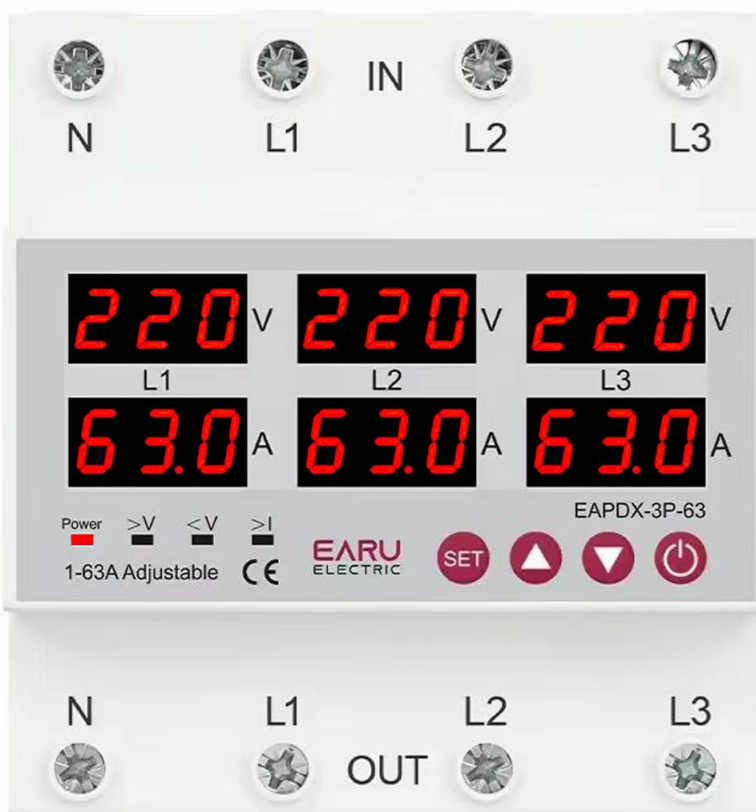 IN
N L1 L2 L3
220 V 220 V 220 V
L1 L2 L3
63.0 A 63.0 A 63.0 A
EAPDX-3P-63
Power >V <V >I
1-63A Adjustable CE
EARU
ELECTRIC
SET
N L1 L2 L3
OUT